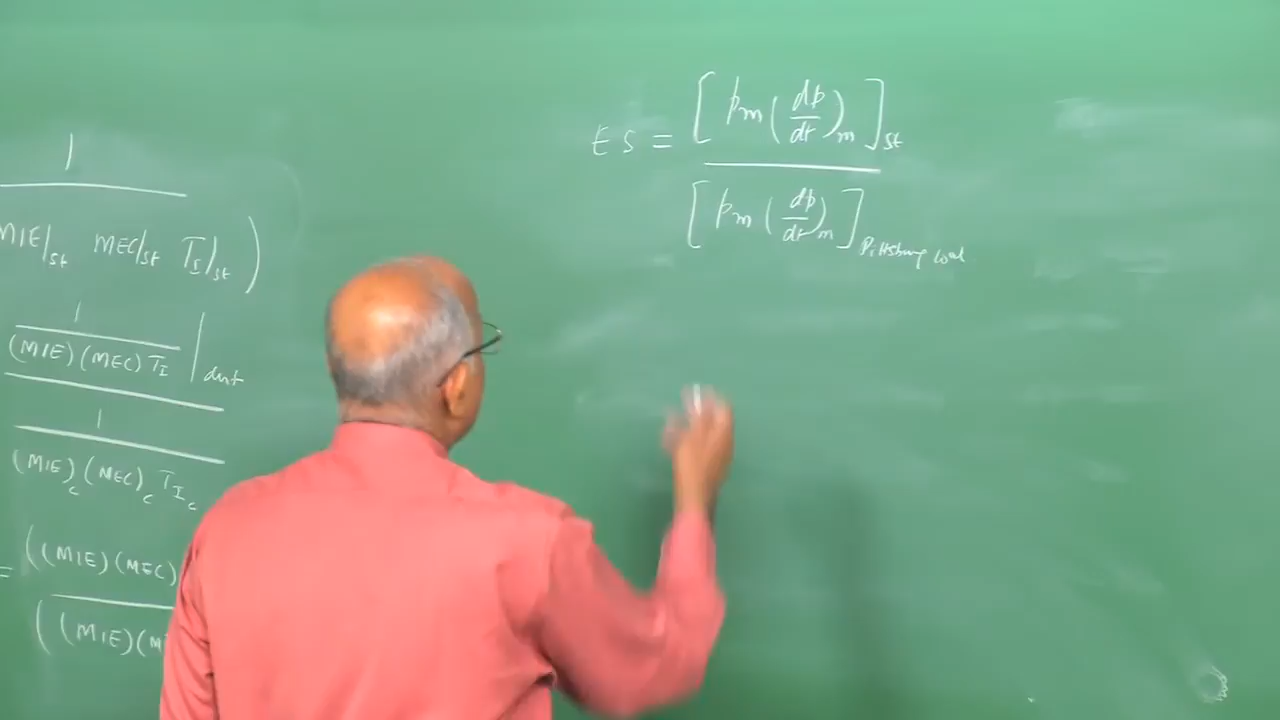 1
MIE|st MEC|st TI)st )
1
(MIE)(MEC) TI |dust
1
(MIE)c (MEC)c TIc
= ((MIE)(MEC)
((MIE)(M
ES = [Pm (dp/dt)m]st
[Pm (dp/dt)m]Pittsburg coal